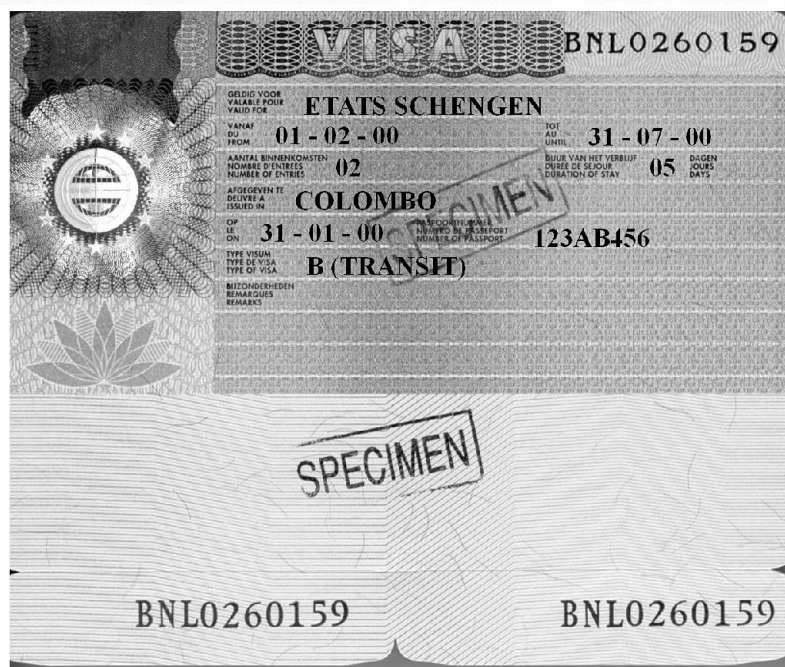 VISA BNL0260159
GELDIG VOOR
VALABLE POUR
VALID FOR
ETATS SCHENGEN
VANAF
DU
FROM
01 - 02 - 00
TOT
AU
UNTIL
31 - 07 - 00
AANTAL BINNENKOMSTEN
NOMBRE D'ENTREES
NUMBER OF ENTRIES
02
DUUR VAN HET VERBLIJF
DUREE DE SEJOUR
DURATION OF STAY
05
DAGEN
JOURS
DAYS
AFGEGEVEN TE
DELIVRE A
ISSUED IN
COLOMBO
OP
LE
ON
31 - 01 - 00
PASPOORTNUMMER
NUMERO DE PASSEPORT
NUMBER OF PASSPORT
123AB456
TYPE VISUM
TYPE DE VISA
TYPE OF VISA
B (TRANSIT)
SPECIMEN
BIJZONDERHEDEN
REMARQUES
REMARKS
SPECIMEN
BNL0260159 BNL0260159